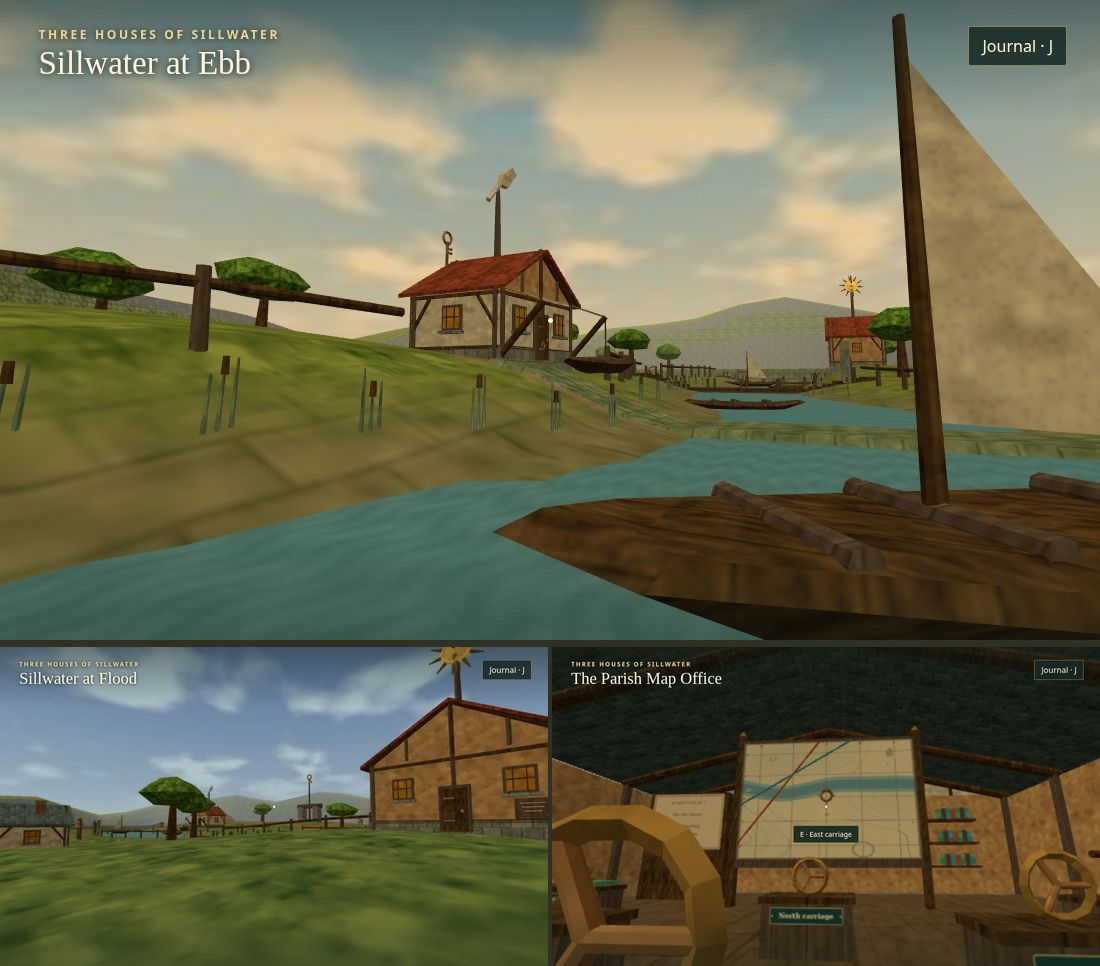 THREE HOUSES OF SILLWATER
Sillwater at Ebb
Journal · J
THREE HOUSES OF SILLWATER
Sillwater at Flood
Journal · J
THREE HOUSES OF SILLWATER
The Parish Map Office
Journal · J
E · East carriage
North carriage